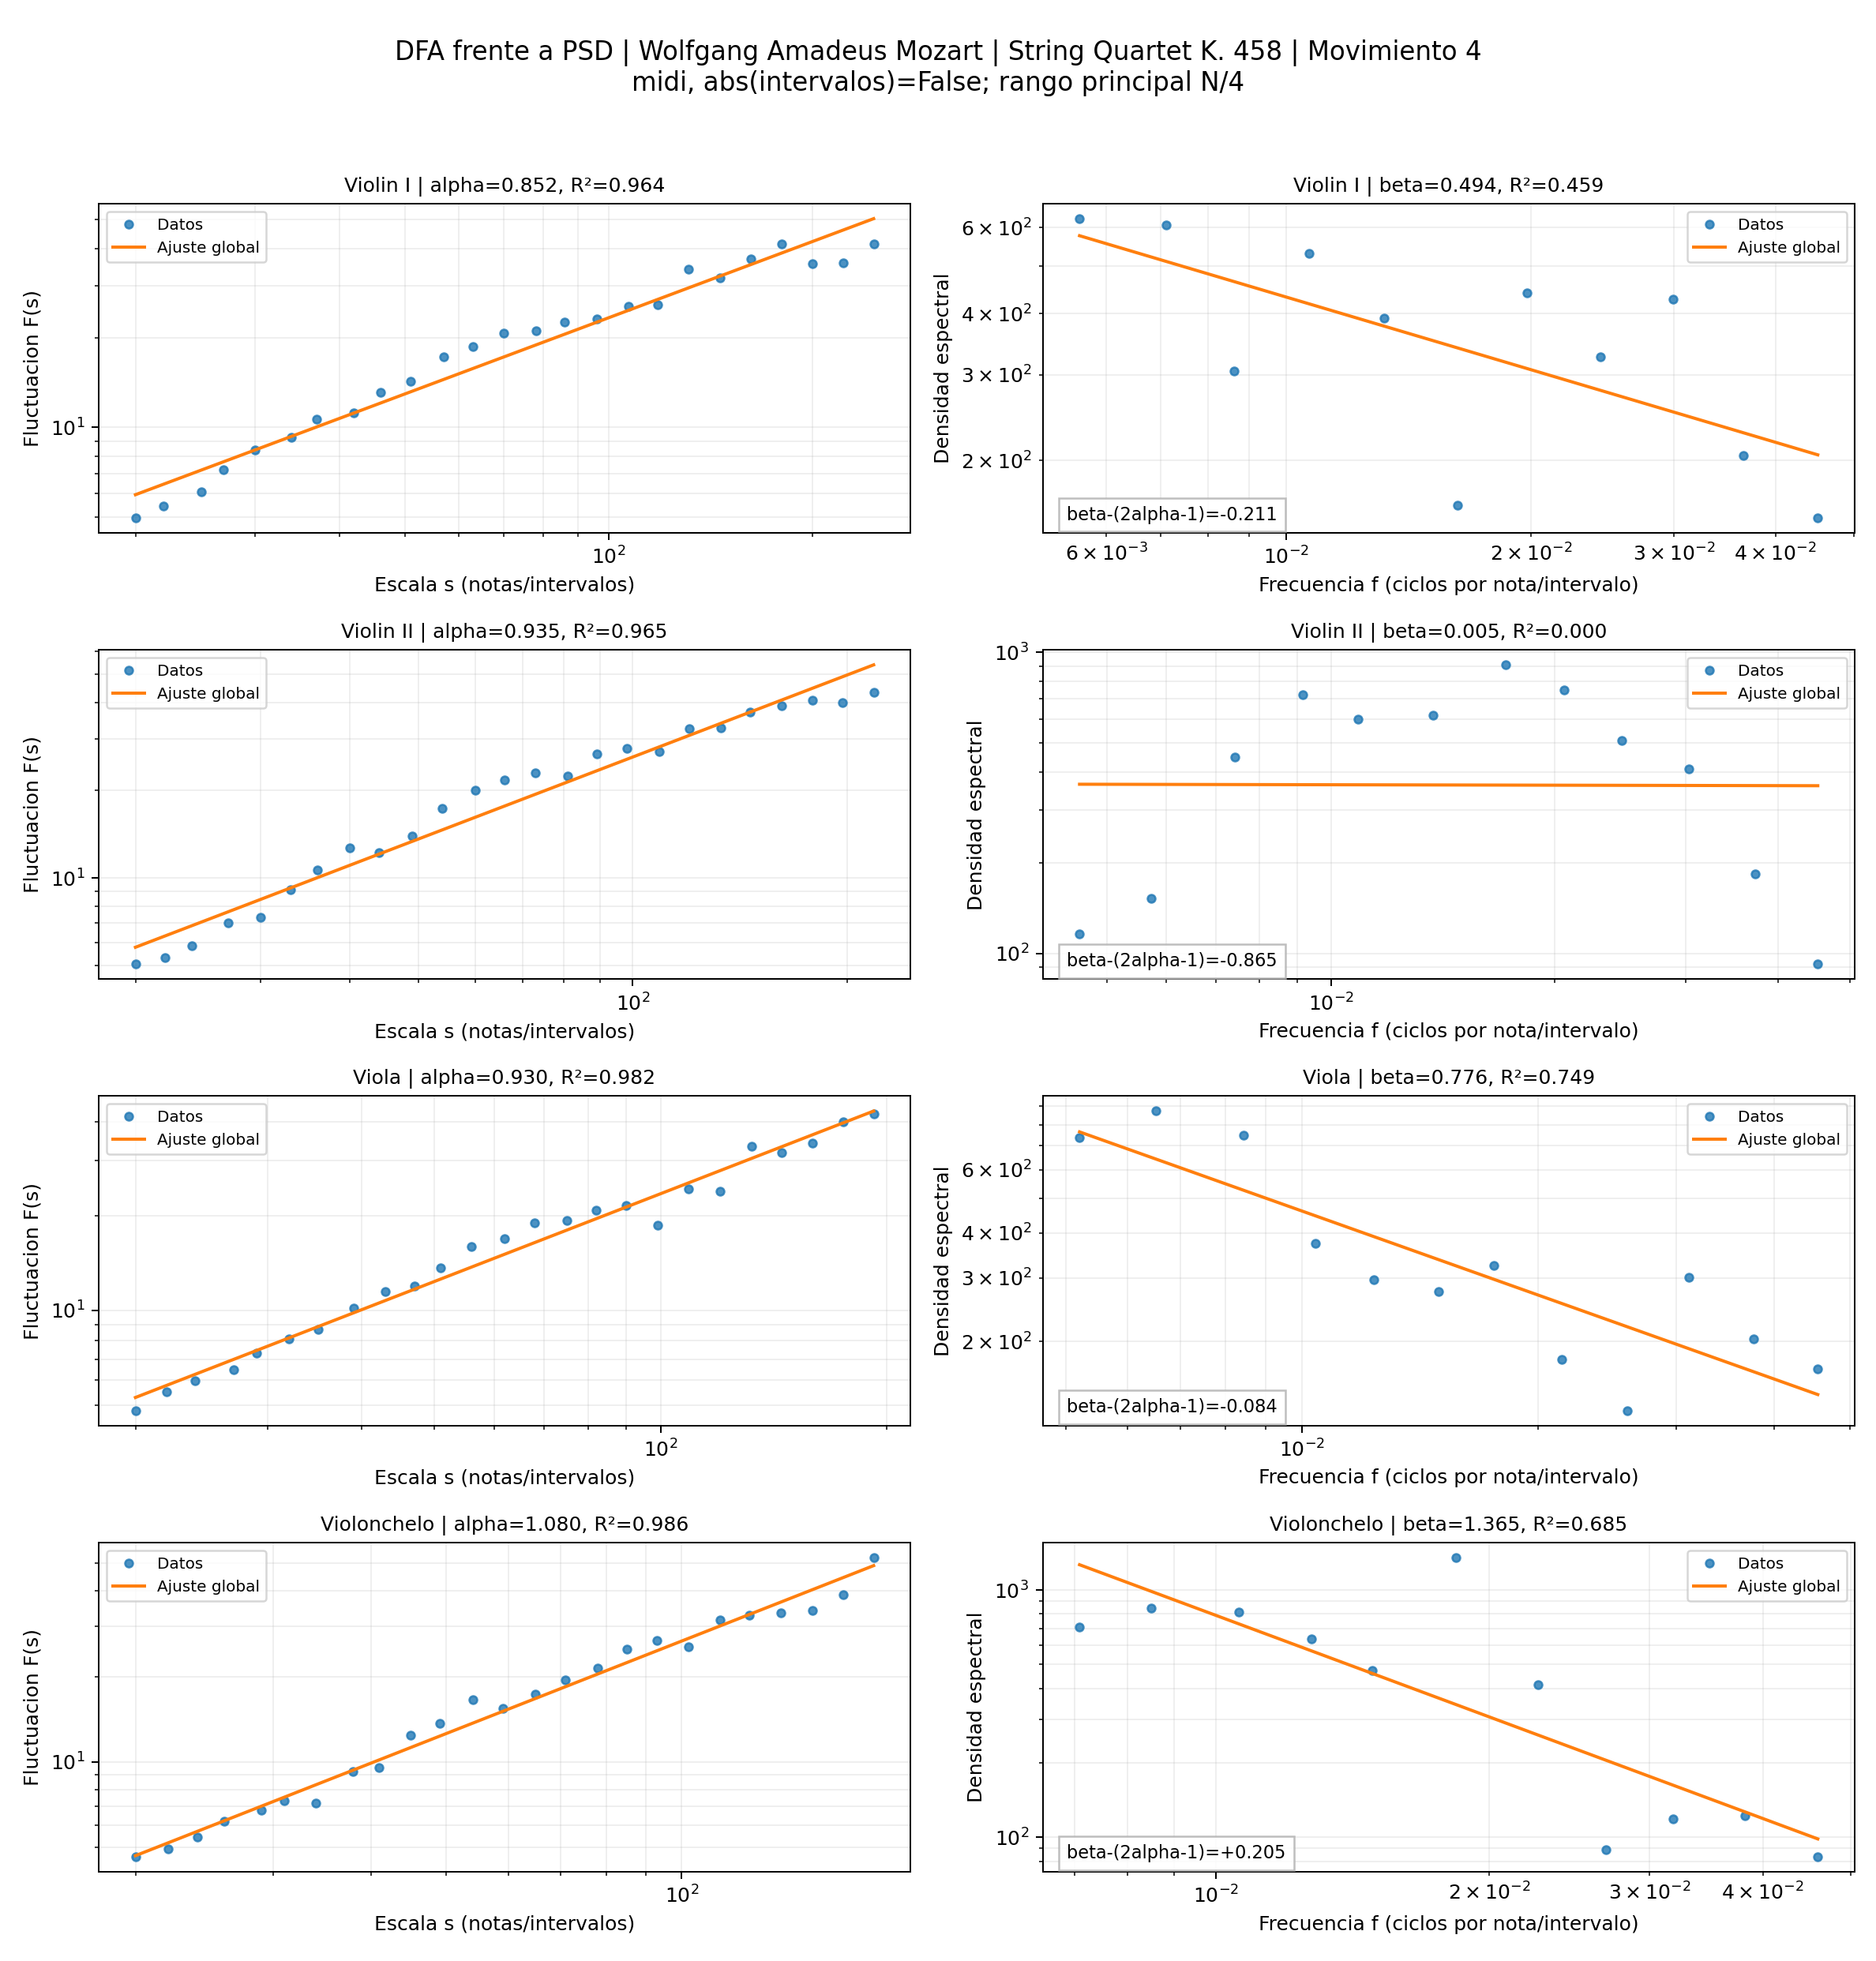 DFA frente a PSD | Wolfgang Amadeus Mozart | String Quartet K. 458 | Movimiento 4
midi, abs(intervalos)=False; rango principal N/4
Violin I | alpha=0.852, R²=0.964
Datos
Ajuste global
Fluctuacion F(s)
10¹
10²
Escala s (notas/intervalos)
Violin I | beta=0.494, R²=0.459
Datos
Ajuste global
Densidad espectral
6 × 10²
4 × 10²
3 × 10²
2 × 10²
beta-(2alpha-1)=-0.211
6 × 10⁻³
10⁻²
2 × 10⁻²
3 × 10⁻²
4 × 10⁻²
Frecuencia f (ciclos por nota/intervalo)
Violin II | alpha=0.935, R²=0.965
Datos
Ajuste global
Fluctuacion F(s)
10¹
10²
Escala s (notas/intervalos)
Violin II | beta=0.005, R²=0.000
Datos
Ajuste global
Densidad espectral
10³
10²
beta-(2alpha-1)=-0.865
10⁻²
Frecuencia f (ciclos por nota/intervalo)
Viola | alpha=0.930, R²=0.982
Datos
Ajuste global
Fluctuacion F(s)
10¹
10²
Escala s (notas/intervalos)
Viola | beta=0.776, R²=0.749
Datos
Ajuste global
Densidad espectral
6 × 10²
4 × 10²
3 × 10²
2 × 10²
beta-(2alpha-1)=-0.084
10⁻²
Frecuencia f (ciclos por nota/intervalo)
Violonchelo | alpha=1.080, R²=0.986
Datos
Ajuste global
Fluctuacion F(s)
10¹
10²
Escala s (notas/intervalos)
Violonchelo | beta=1.365, R²=0.685
Datos
Ajuste global
Densidad espectral
10³
10²
beta-(2alpha-1)=+0.205
10⁻²
2 × 10⁻²
3 × 10⁻²
4 × 10⁻²
Frecuencia f (ciclos por nota/intervalo)